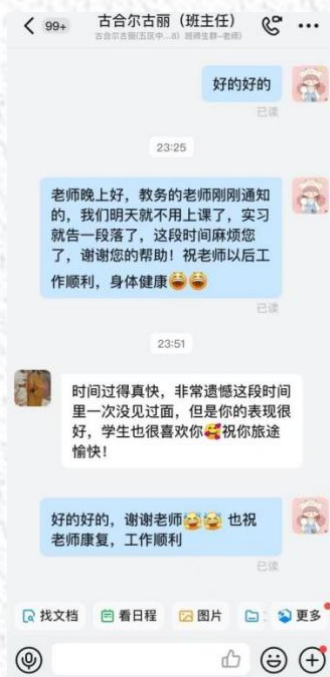 99+
古合尔古丽（班主任）
好的好的
已读
23:25
老师晚上好，教务的老师刚刚通知
的，我们明天就不用上课了，实习
就告一段落了，这段时间麻烦您
了，谢谢您的帮助！祝老师以后工
作顺利，身体健康😄😄
已读
23:51
时间过得真快，非常遗憾这段时间
里一次没见过面，但是你的表现很
好，学生也很喜欢你🥰祝你旅途
愉快！
好的好的，谢谢老师😂😂 也祝
老师康复，工作顺利
已读
找文档 看日程 图片 更多